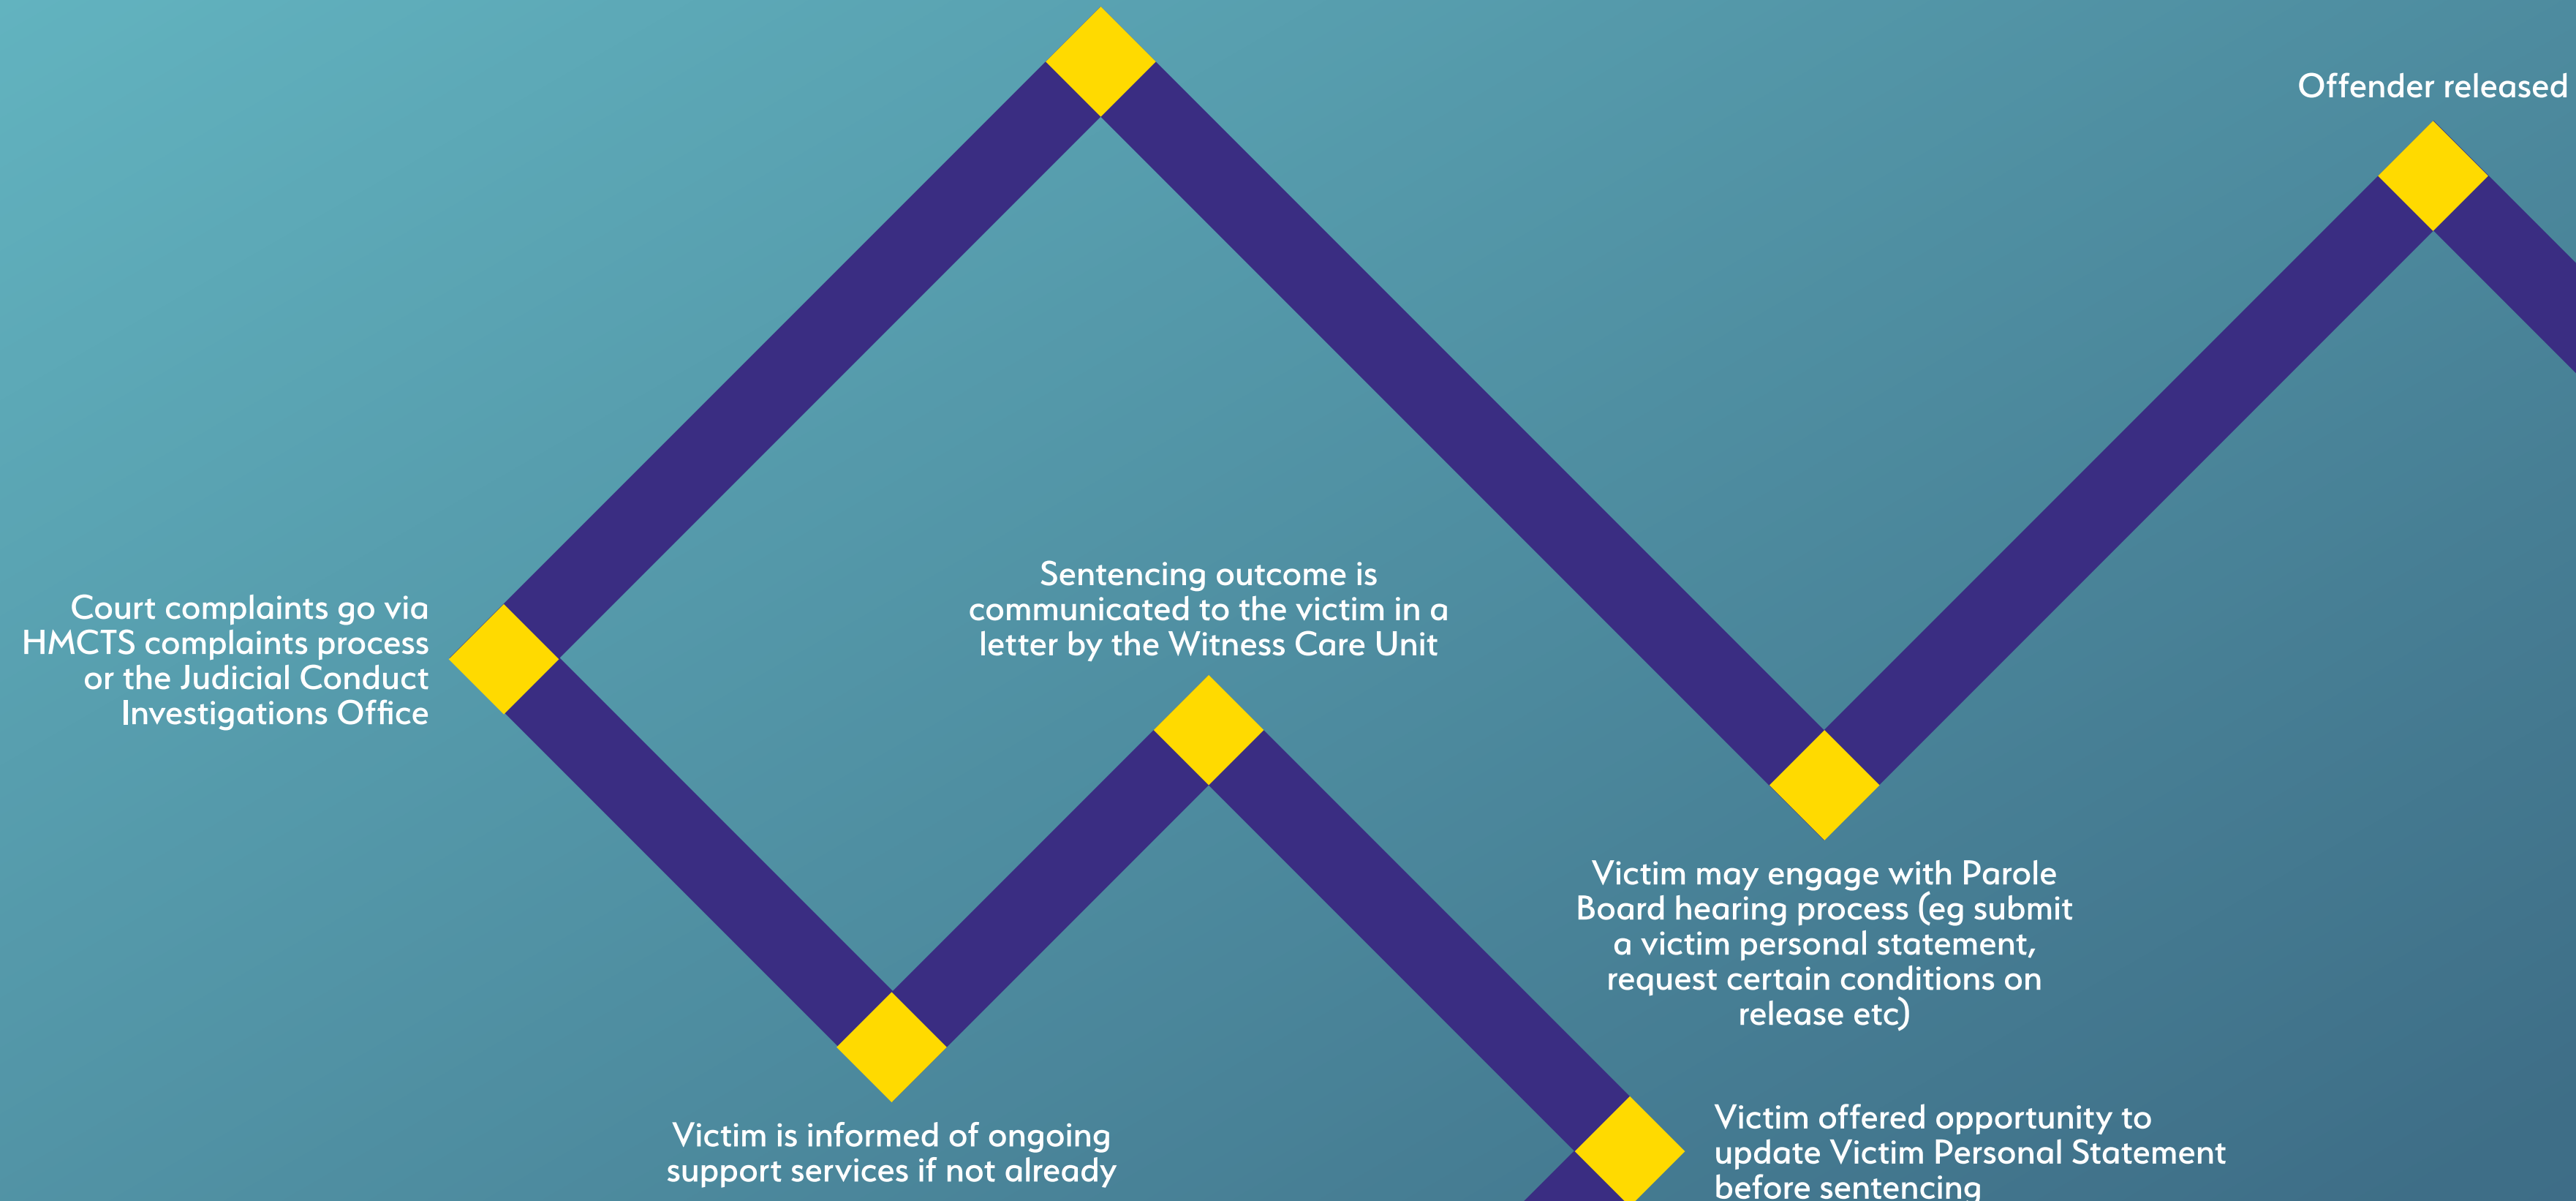 Offender released
Court complaints go via
HMCTS complaints process
or the Judicial Conduct
Investigations Office
Sentencing outcome is
communicated to the victim in a
letter by the Witness Care Unit
Victim may engage with Parole
Board hearing process (eg submit
a victim personal statement,
request certain conditions on
release etc)
Victim is informed of ongoing
support services if not already
Victim offered opportunity to
update Victim Personal Statement
before sentencing